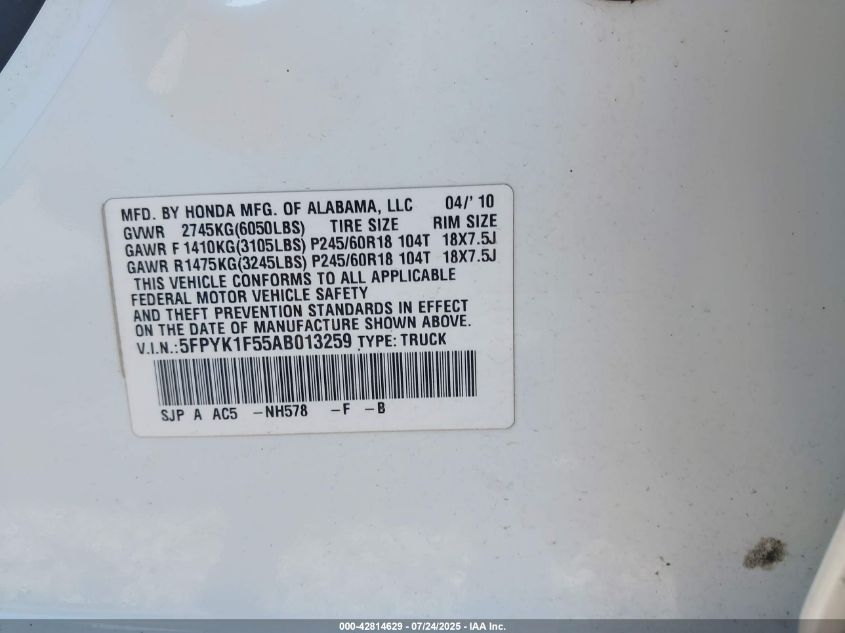 MFD. BY HONDA MFG. OF ALABAMA, LLC 04/'10
GVWR 2745KG(6050LBS) TIRE SIZE RIM SIZE
GAWR F 1410KG(3105LBS) P245/60R18 104T 18X7.5J
GAWR R1475KG(3245LBS) P245/60R18 104T 18X7.5J
THIS VEHICLE CONFORMS TO ALL APPLICABLE
FEDERAL MOTOR VEHICLE SAFETY
AND THEFT PREVENTION STANDARDS IN EFFECT
ON THE DATE OF MANUFACTURE SHOWN ABOVE.
V.I.N.:5FPYK1F55AB013259 TYPE: TRUCK
SJP A AC5 -NH578 -F -B
000-42814629 - 07/24/2025 - IAA Inc.